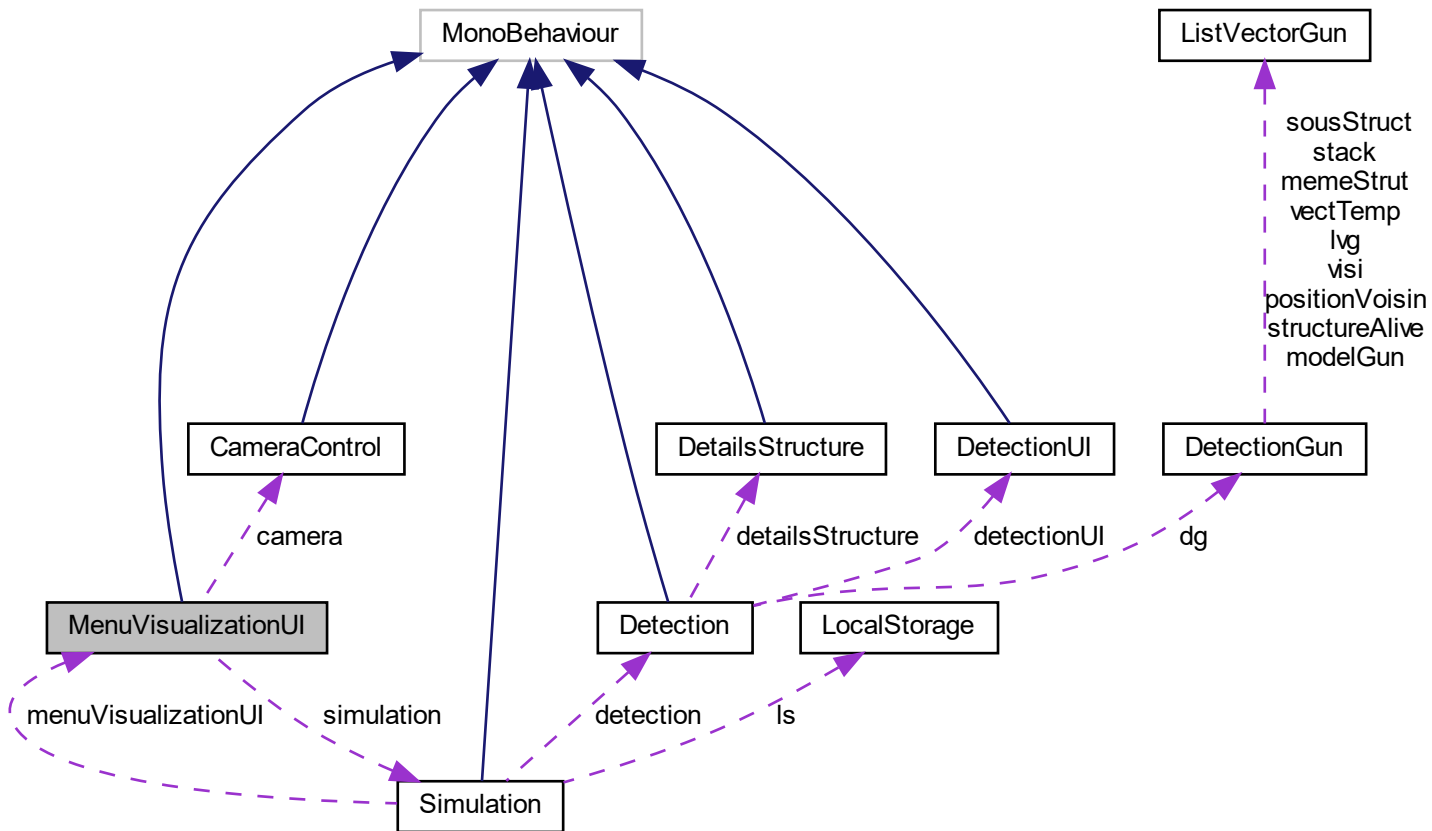 MonoBehaviour
ListVectorGun
sousStruct
stack
memeStrut
vectTemp
lvg
visi
positionVoisin
structureAlive
modelGun
CameraControl
DetailsStructure
DetectionUI
DetectionGun
camera
detailsStructure
detectionUI
dg
MenuVisualizationUI
Detection
LocalStorage
menuVisualizationUI
simulation
detection
ls
Simulation